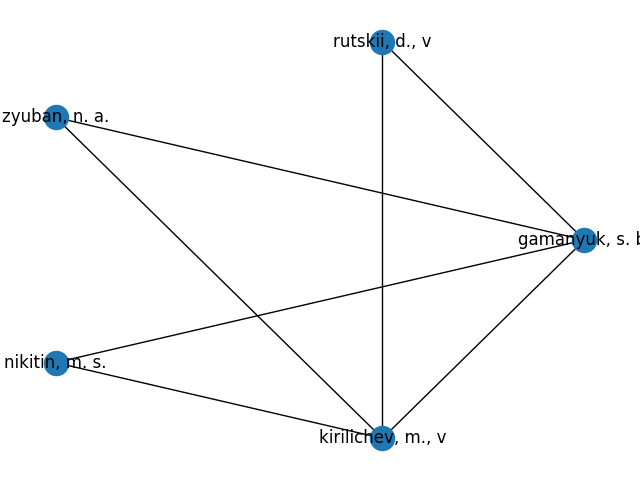 rutskii, d., v
zyuban, n. a.
gamanyuk, s. b
nikitin, m. s.
kirilichev, m., v